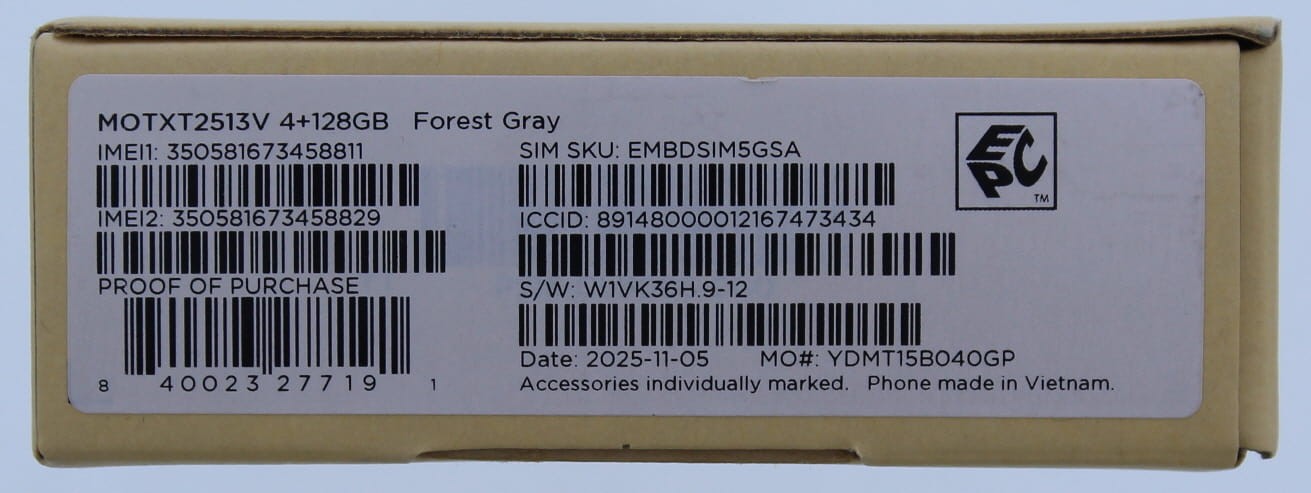 MOTXT2513V 4+128GB Forest Gray
IMEI1: 350581673458811
IMEI2: 350581673458829
PROOF OF PURCHASE
8 40023 27719 1
SIM SKU: EMBDSIM5GSA
ICCID: 89148000012167473434
S/W: W1VK36H.9-12
Date: 2025-11-05 MO#: YDMT15B040GP
Accessories individually marked. Phone made in Vietnam.
EPC
TM